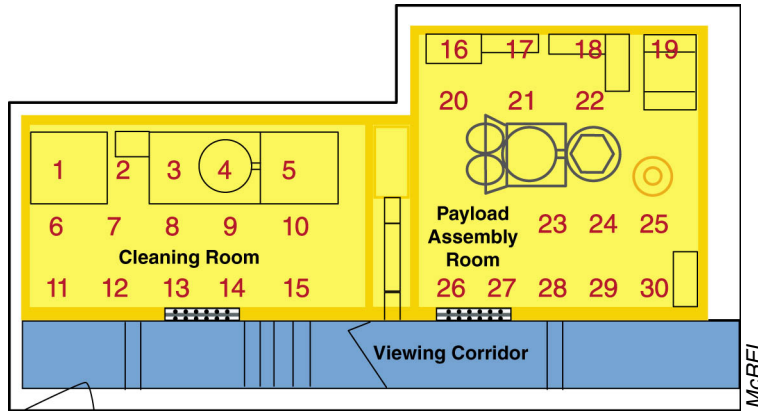 16 17 18 19
20 21 22
1 2 3 4 5
6 7 8 9 10
Cleaning Room
11 12 13 14 15
Payload
Assembly
Room
23 24 25
26 27 28 29 30
Viewing Corridor
McREL